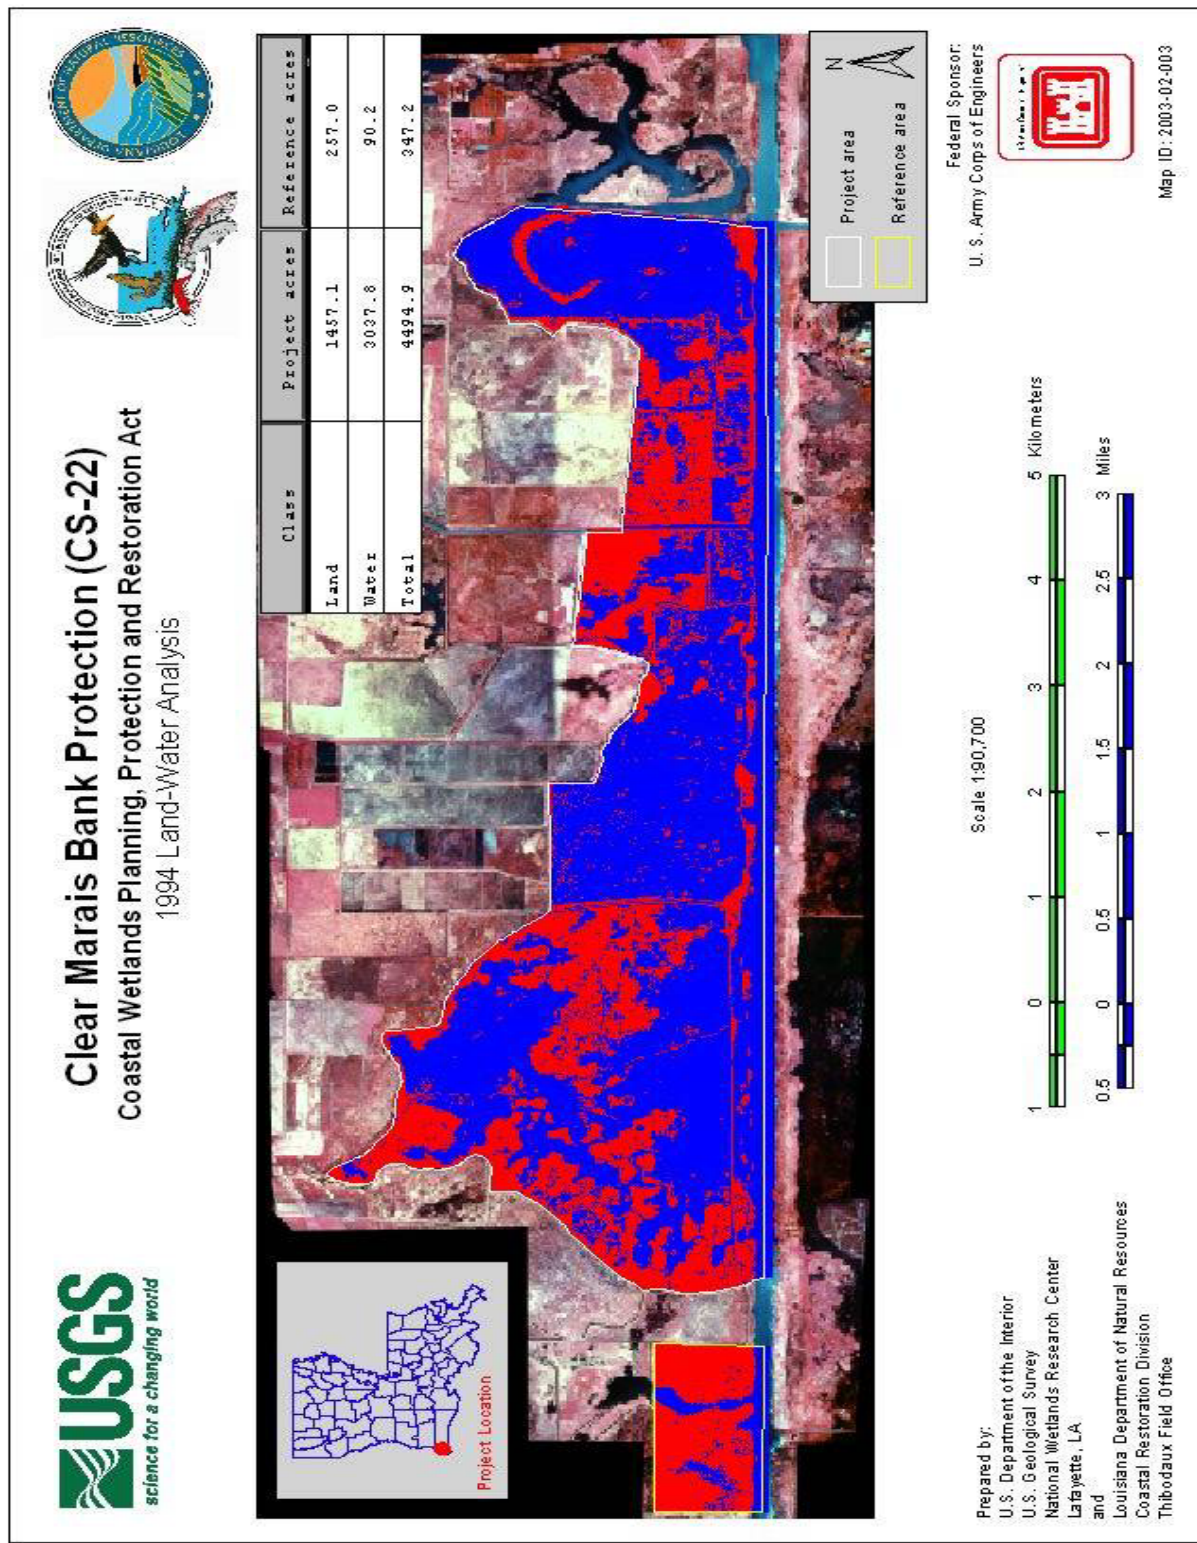 USGS
science for a changing world
Clear Marais Bank Protection (CS-22)
Coastal Wetlands Planning, Protection and Restoration Act
1994 Land-Water Analysis
LOUISIANA DEPARTMENT OF NATURAL RESOURCES
Project Location
Class Project acres Reference acres
Land 1457.1 257.0
Water 3037.8 90.2
Total 4494.9 347.2
N
Project area
Reference area
Prepared by:
U.S. Department of the Interior
U.S. Geological Survey
National Wetlands Research Center
Lafayette, LA
and
Louisiana Department of Natural Resources
Coastal Restoration Division
Thibodaux Field Office
Scale 1:90,700
1 0 1 2 3 4 5 Kilometers
0.5 0 0.5 1 1.5 2 2.5 3 Miles
Federal Sponsor:
U. S. Army Corps of Engineers
Map ID: 2003-02-003